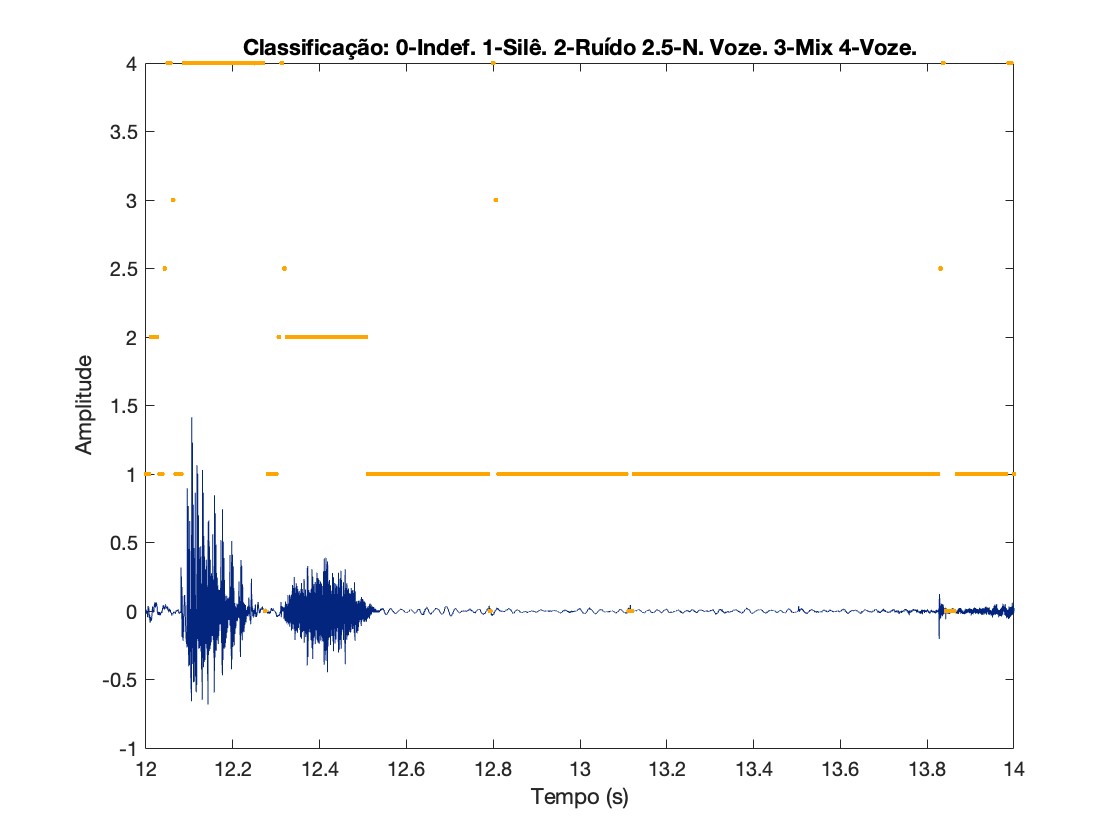 Classificação: 0-Indef. 1-Silê. 2-Ruído 2.5-N. Voze. 3-Mix 4-Voze.
4
3.5
3
2.5
2
1.5
1
0.5
0
-0.5
-1
Amplitude
12 12.2 12.4 12.6 12.8 13 13.2 13.4 13.6 13.8 14
Tempo (s)